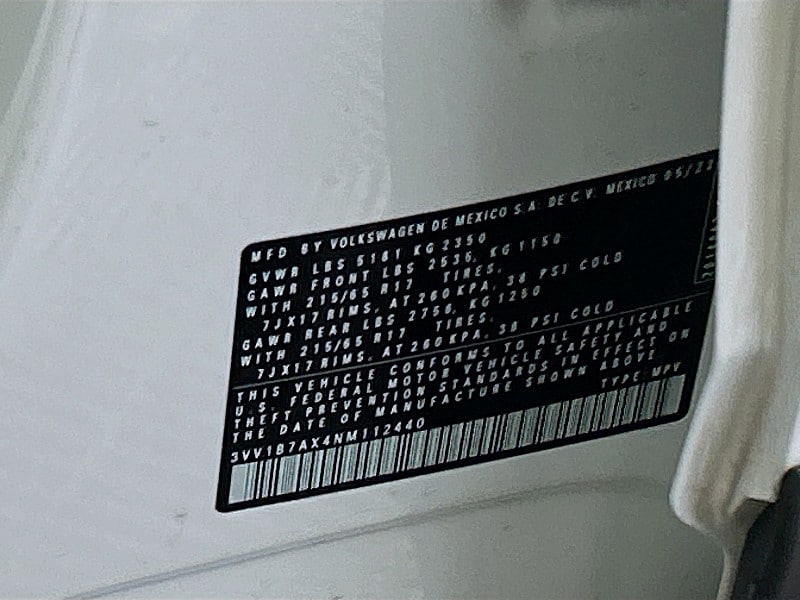 MFD BY VOLKSWAGEN DE MEXICO S.A. DE C.V. MEXICO 05/22
GVWR LBS 5181 KG 2350
GAWR FRONT LBS 2535, KG 1150
WITH 215/65 R17 TIRES,
7JX17 RIMS, AT 260 KPA, 38 PSI COLD
GAWR REAR LBS 2756, KG 1250
WITH 215/65 R17 TIRES,
7JX17 RIMS, AT 260 KPA, 38 PSI COLD
THIS VEHICLE CONFORMS TO ALL APPLICABLE
U.S. FEDERAL MOTOR VEHICLE SAFETY AND
THEFT PREVENTION STANDARDS IN EFFECT ON
THE DATE OF MANUFACTURE SHOWN ABOVE
3VV1B7AX4NM112440 TYPE: MPV